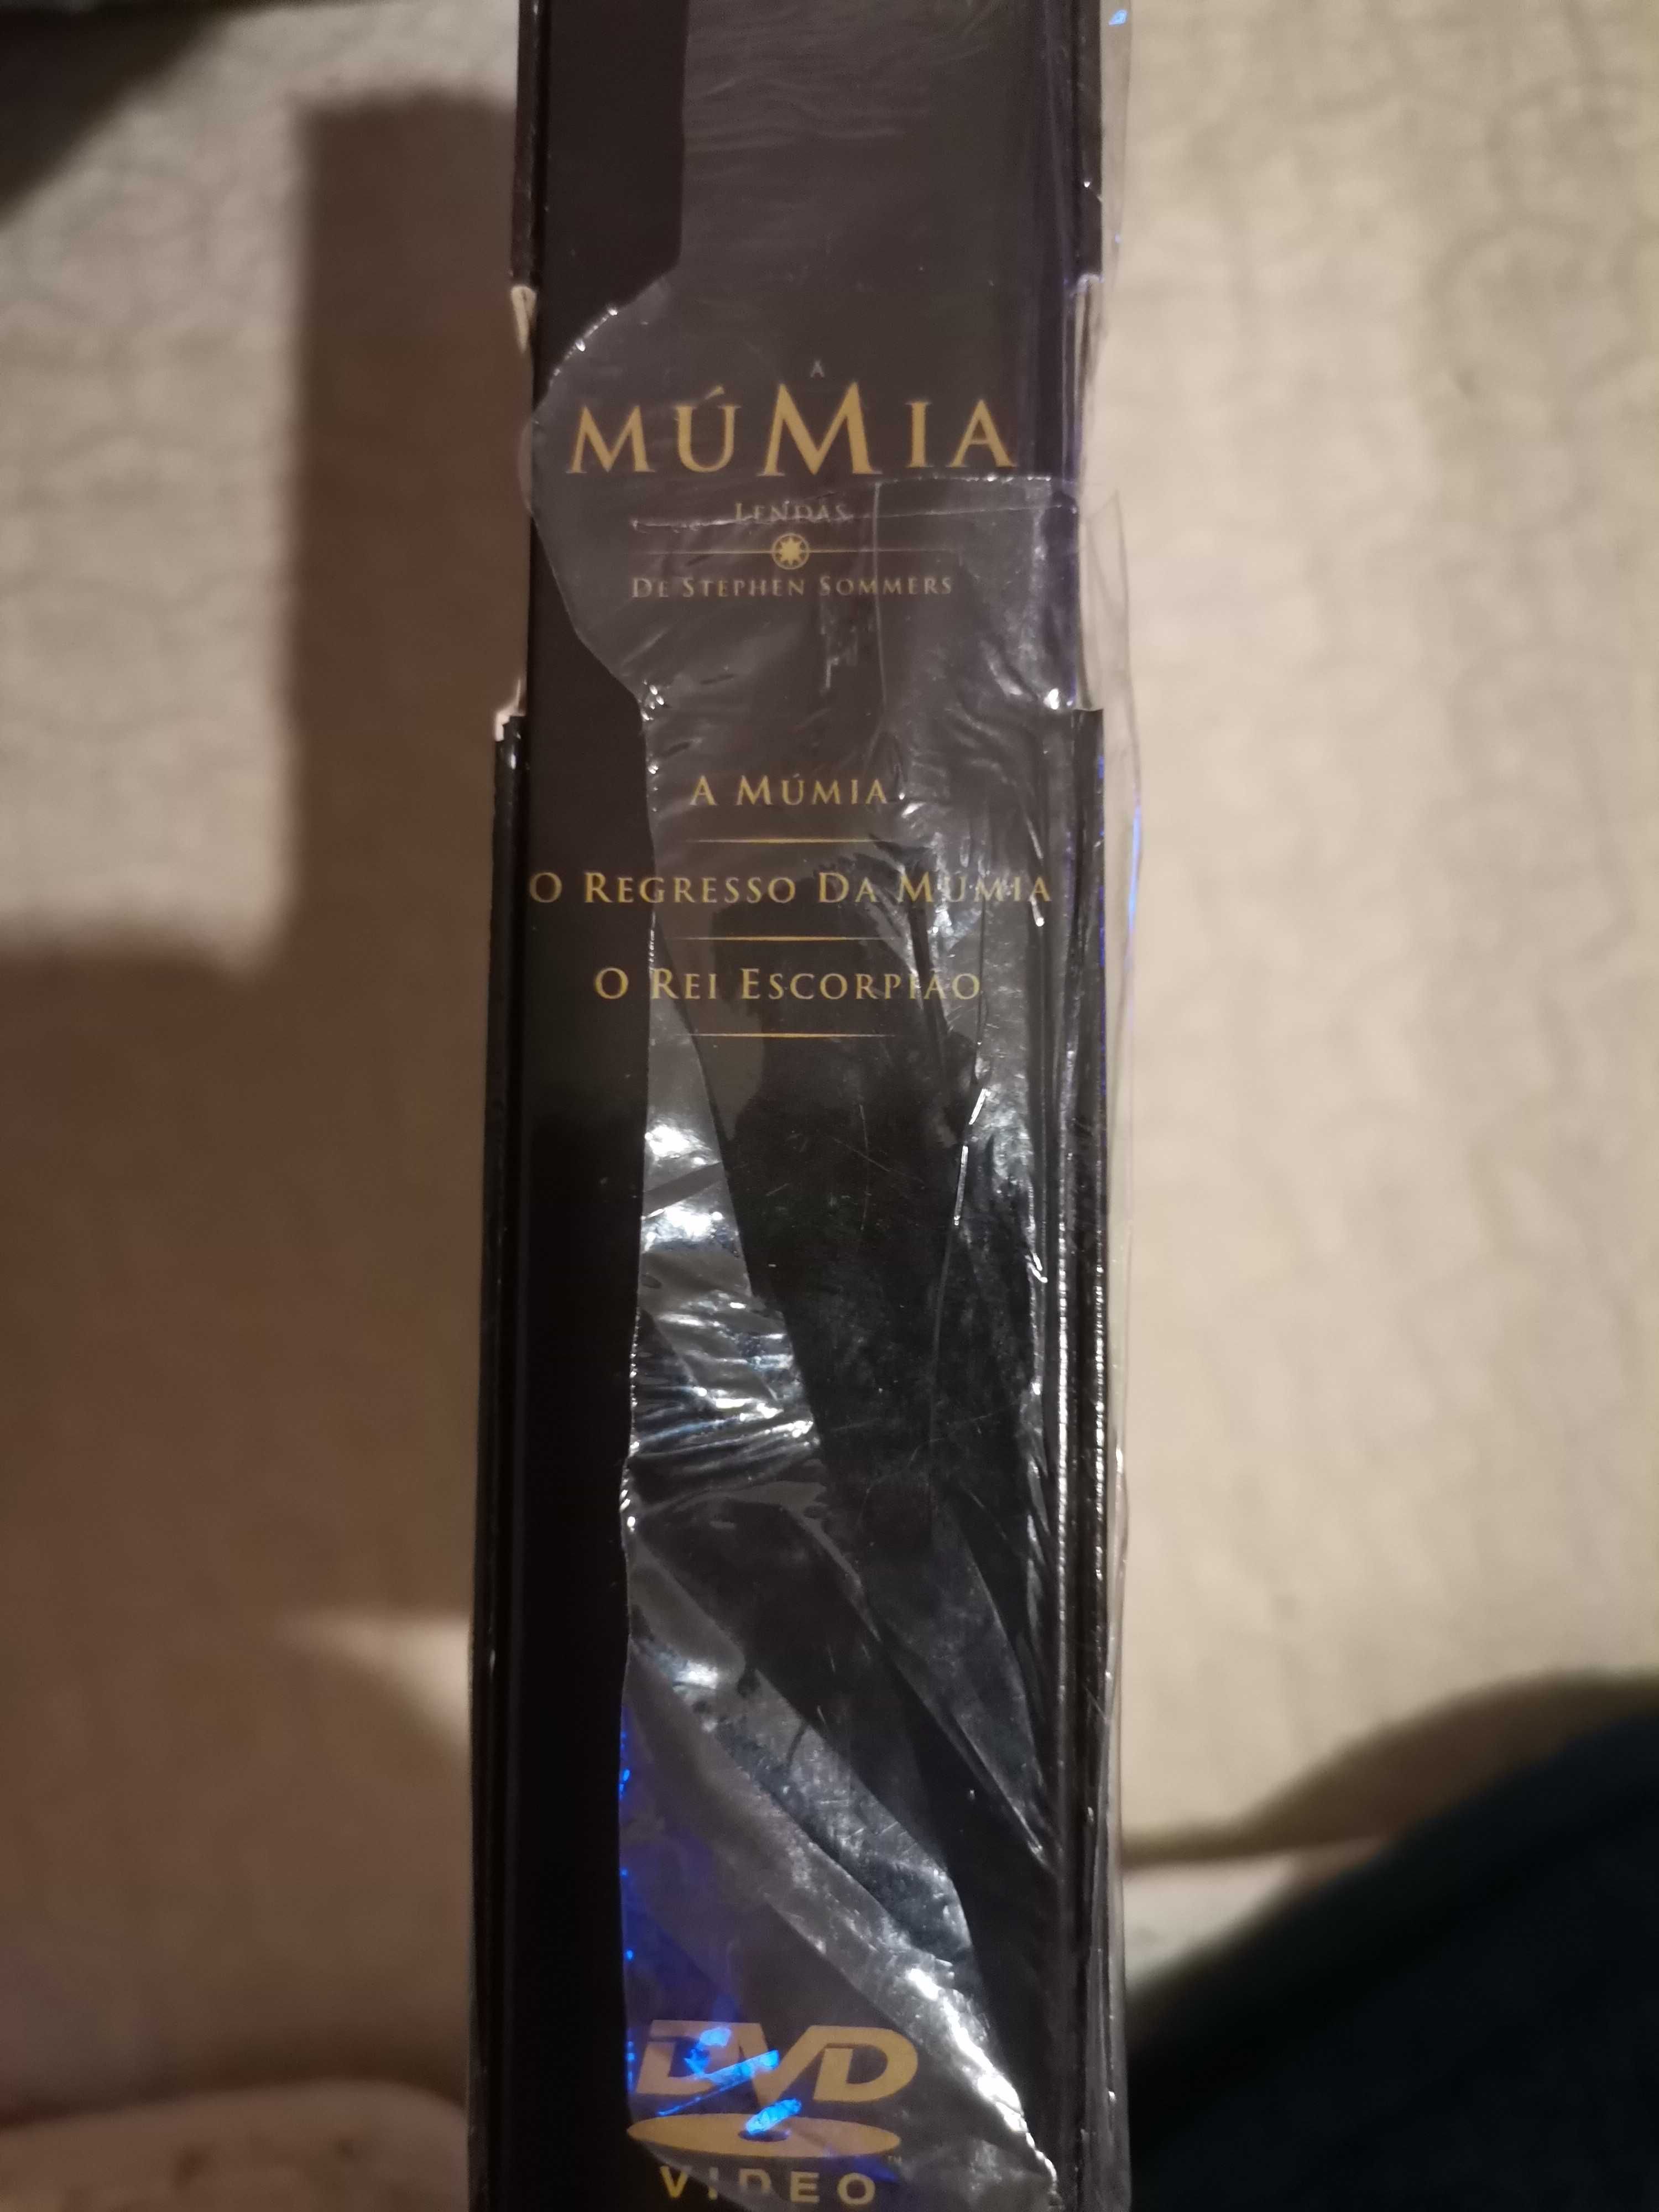 A
MÚMIA
LENDAS
DE STEPHEN SOMMERS
A MÚMIA
O REGRESSO DA MÚMIA
O REI ESCORPIÃO
DVD
VIDEO